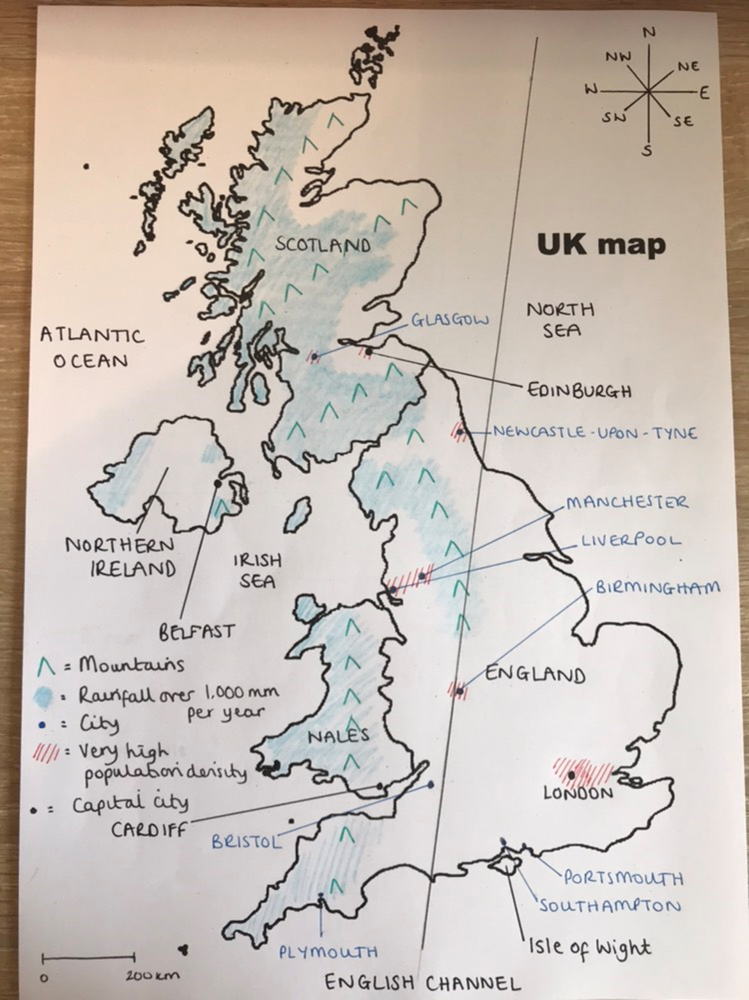 N
NW
NE
W
E
SW
SE
S
UK map
SCOTLAND
NORTH
SEA
GLASGOW
ATLANTIC
OCEAN
EDINBURGH
NEWCASTLE-UPON-TYNE
MANCHESTER
LIVERPOOL
NORTHERN
IRELAND
IRISH
SEA
BIRMINGHAM
BELFAST
ENGLAND
= Mountains
= Rainfall over 1,000 mm
per year
= City
= Very high
population density
= Capital city
WALES
LONDON
CARDIFF
BRISTOL
PORTSMOUTH
SOUTHAMPTON
PLYMOUTH
Isle of Wight
0 200km
ENGLISH CHANNEL